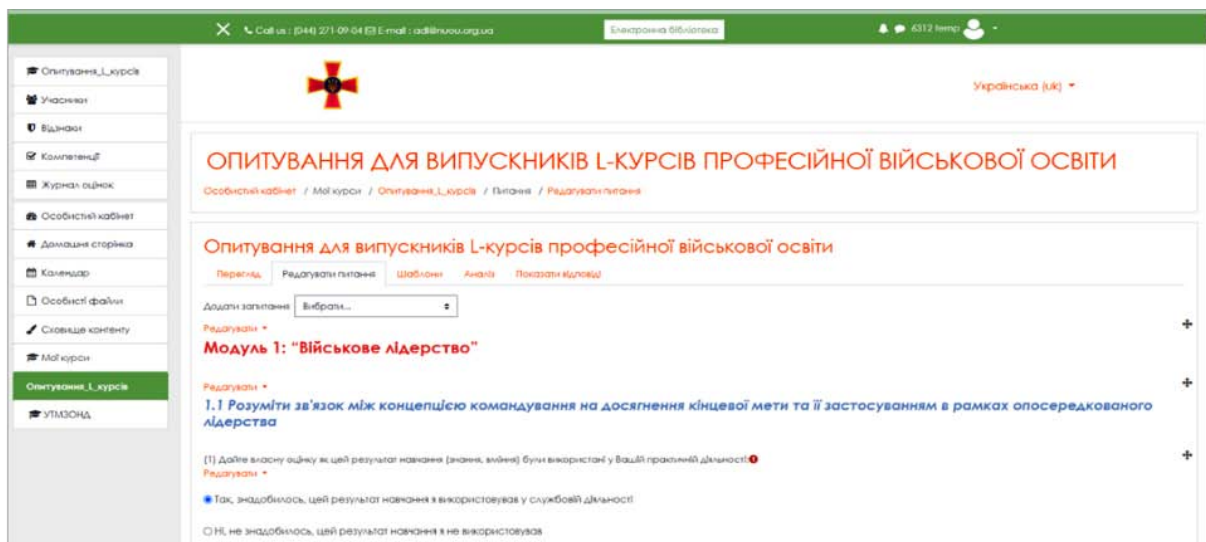 Call us : (044) 271-09-04 E-mail : adl@nuou.org.ua
Електронна бібліотека
6312 temp
Опитування_L_курсів
Учасники
Відзнаки
Компетенції
Журнал оцінок
Особистий кабінет
Домашня сторінка
Календар
Особисті файли
Сховище контенту
Мої курси
Опитування_L_курсів
УТМЗОНД
Українська (uk)
ОПИТУВАННЯ ДЛЯ ВИПУСКНИКІВ L-КУРСІВ ПРОФЕСІЙНОЇ ВІЙСЬКОВОЇ ОСВІТИ
Особистий кабінет / Мої курси / Опитування_L_курсів / Питання / Редагувати питання
Опитування для випускників L-курсів професійної військової освіти
Перегляд Редагувати питання Шаблони Аналіз Показати відповіді
Додати запитання Вибрати...
Редагувати
Модуль 1: "Військове лідерство"
Редагувати
1.1 Розуміти зв'язок між концепцією командування на досягнення кінцевої мети та її застосуванням в рамках опосередкованого
лідерства
(1) Дайте власну оцінку як цей результат навчання (знання, вміння) були використані у Вашій практичній діяльності:
Редагувати
Так, знадобилось, цей результат навчання я використовував у службовій діяльності
Ні, не знадобилось, цей результат навчання я не використовував